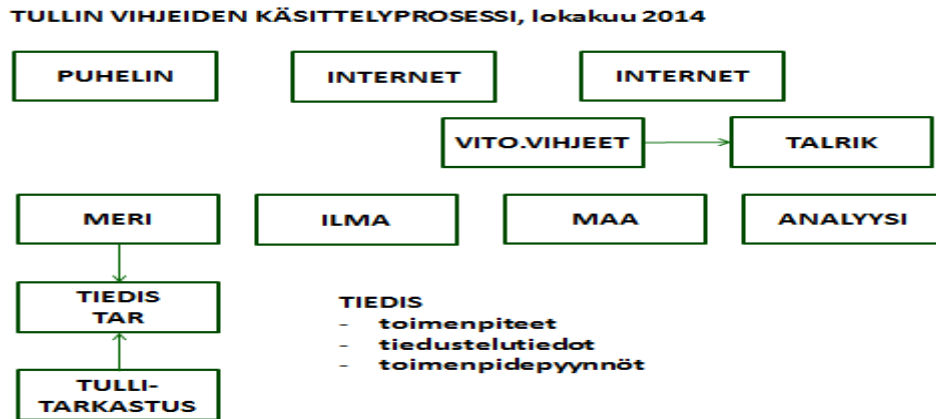 TULLIN VIHJEIDEN KÄSITTELYPROSESSI, lokakuu 2014
PUHELIN
INTERNET
INTERNET
VITO.VIHJEET
TALRIK
MERI
ILMA
MAA
ANALYYSI
TIEDIS
TAR
TIEDIS
- toimenpiteet
- tiedustelutiedot
- toimenpidepyynnöt
TULLI-
TARKASTUS